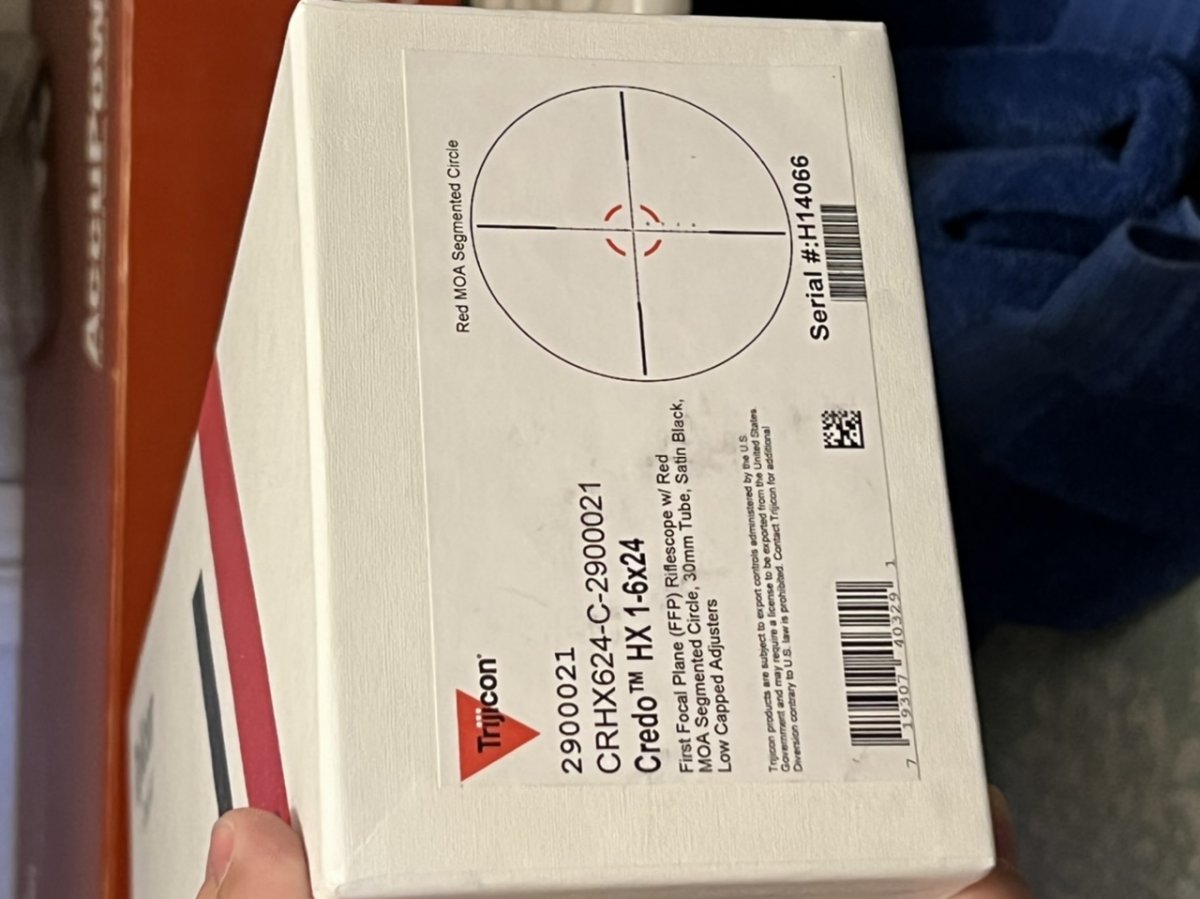 Trijicon®
2900021
CRHX624-C-2900021
Credo™ HX 1-6x24
First Focal Plane (FFP) Riflescope w/ Red
MOA Segmented Circle, 30mm Tube, Satin Black,
Low Capped Adjusters
Trijicon products are subject to export controls administered by the U.S.
Government and may require a license to be exported from the United States.
Diversion contrary to U.S. law is prohibited. Contact Trijicon for additional
7 19307 40329 1
Red MOA Segmented Circle
Serial #:H14066
ACCUPOWER